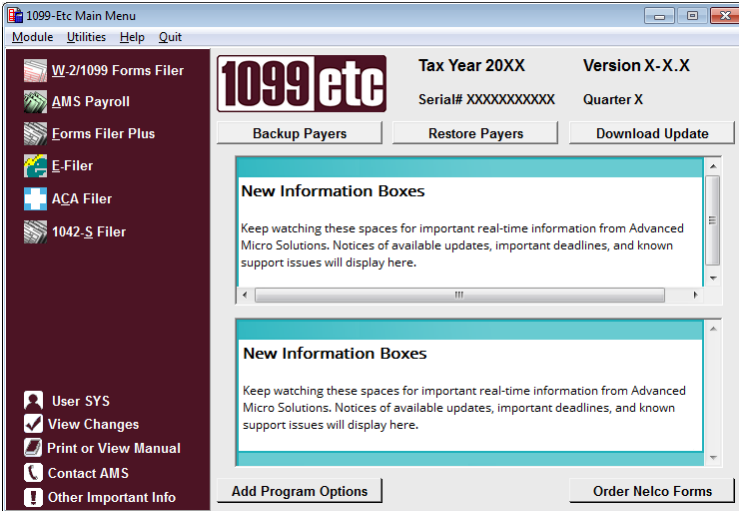 1099-Etc Main Menu
Module Utilities Help Quit
W-2/1099 Forms Filer
AMS Payroll
Forms Filer Plus
E-Filer
ACA Filer
1042-S Filer
User SYS
View Changes
Print or View Manual
Contact AMS
Other Important Info
1099 etc
Tax Year 20XX
Version X-X.X
Serial# XXXXXXXXXXX
Quarter X
Backup Payers
Restore Payers
Download Update
New Information Boxes
Keep watching these spaces for important real-time information from Advanced
Micro Solutions. Notices of available updates, important deadlines, and known
support issues will display here.
New Information Boxes
Keep watching these spaces for important real-time information from Advanced
Micro Solutions. Notices of available updates, important deadlines, and known
support issues will display here.
Add Program Options
Order Nelco Forms